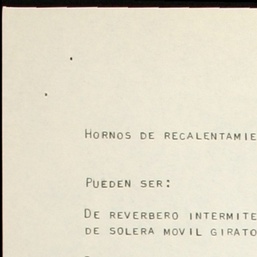 HORNOS DE RECALENTAMIE
PUEDEN SER:
DE REVERBERO INTERMITE
DE SOLERA MOVIL GIRATO